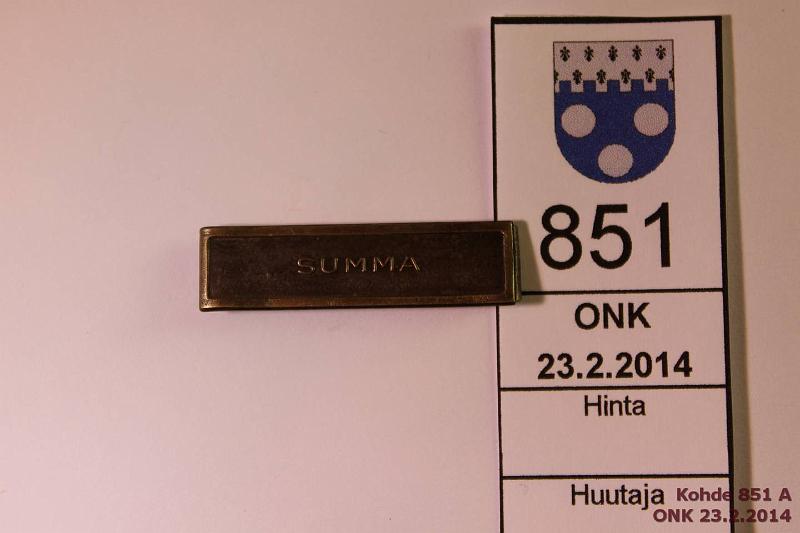 SUMMA
851
ONK
23.2.2014
Hinta
Huutaja
Kohde 851 A
ONK 23.2.2014